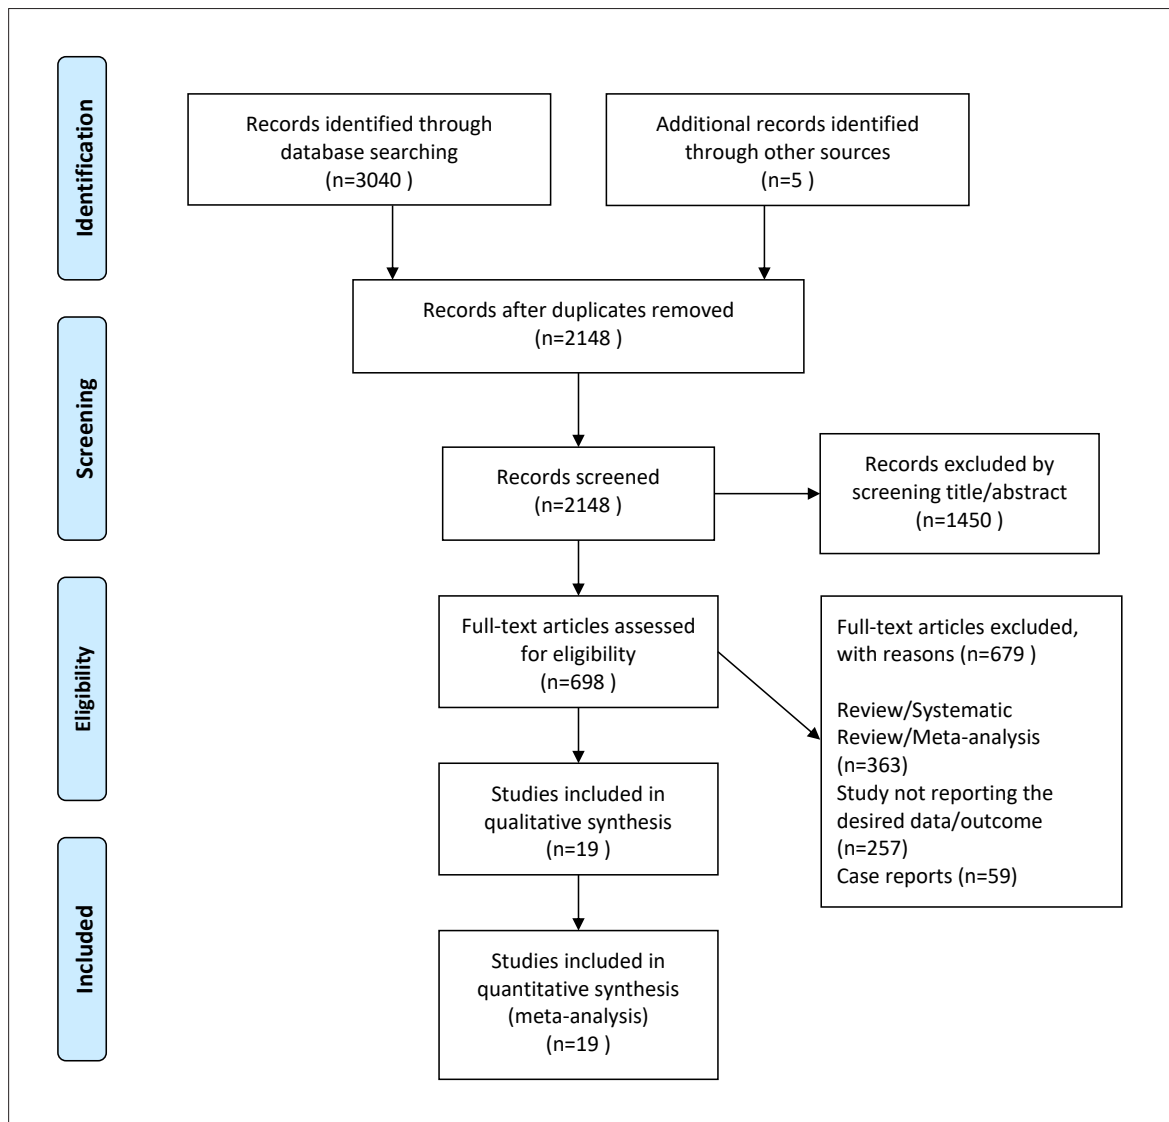 Identification
Records identified through
database searching
(n=3040 )
Additional records identified
through other sources
(n=5 )
Records after duplicates removed
(n=2148 )
Screening
Records screened
(n=2148 )
Records excluded by
screening title/abstract
(n=1450 )
Eligibility
Full-text articles assessed
for eligibility
(n=698 )
Full-text articles excluded,
with reasons (n=679 )
Review/Systematic
Review/Meta-analysis
(n=363)
Study not reporting the
desired data/outcome
(n=257)
Case reports (n=59)
Studies included in
qualitative synthesis
(n=19 )
Included
Studies included in
quantitative synthesis
(meta-analysis)
(n=19 )